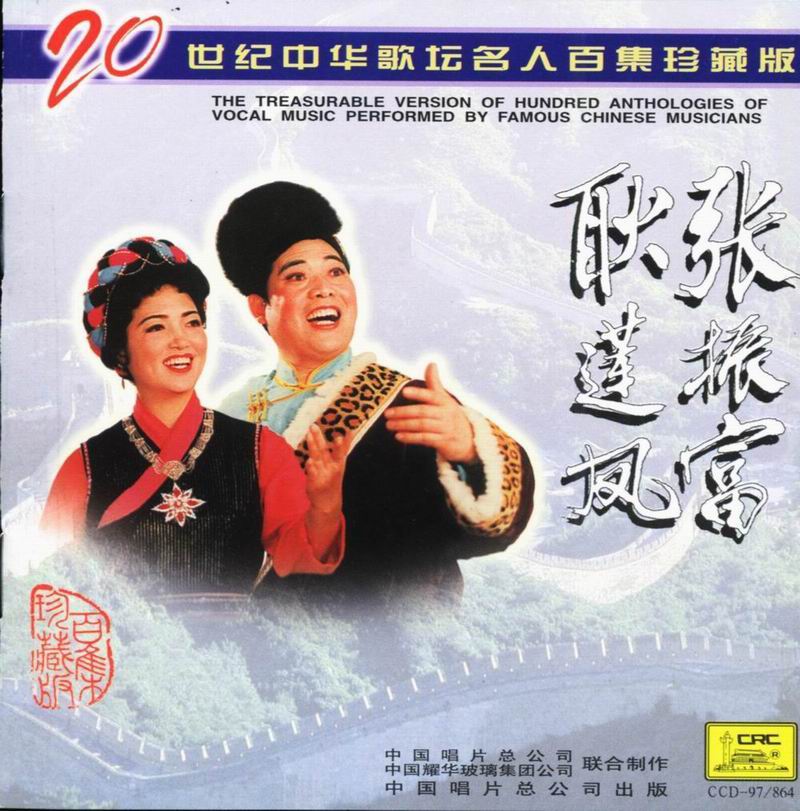 20世纪中华歌坛名人百集珍藏版
THE TREASURABLE VERSION OF HUNDRED ANTHOLOGIES OF
VOCAL MUSIC PERFORMED BY FAMOUS CHINESE MUSICIANS
张振富
耿莲凤
百集
珍藏版
中国唱片总公司
中国耀华玻璃集团公司
联合制作
中国唱片总公司出版
CRC
®
CCD-97/864